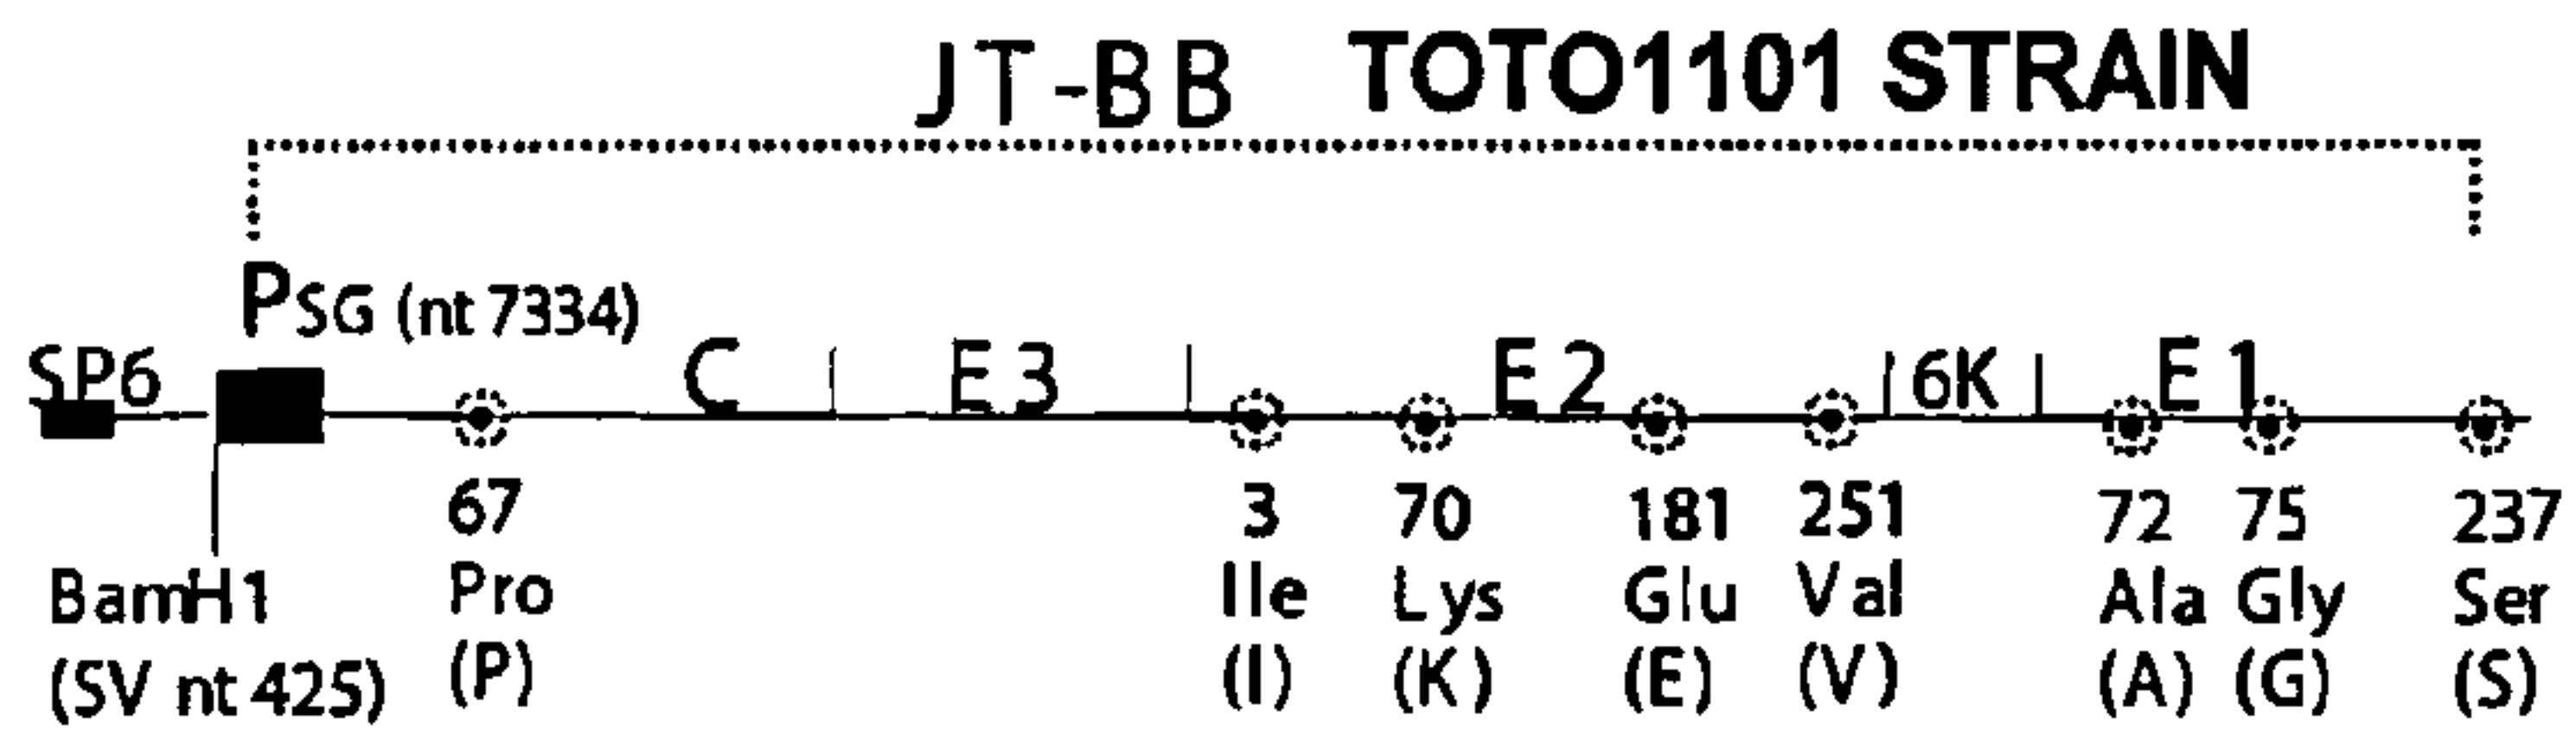 JT-BB TOTO1101 STRAIN
PSG (nt 7334)
SP6 C E3 E2 6K E1
67 3 70 181 251 72 75 237
BamH1 Pro Ile Lys Glu Val Ala Gly Ser
(SV nt 425) (P) (I) (K) (E) (V) (A) (G) (S)